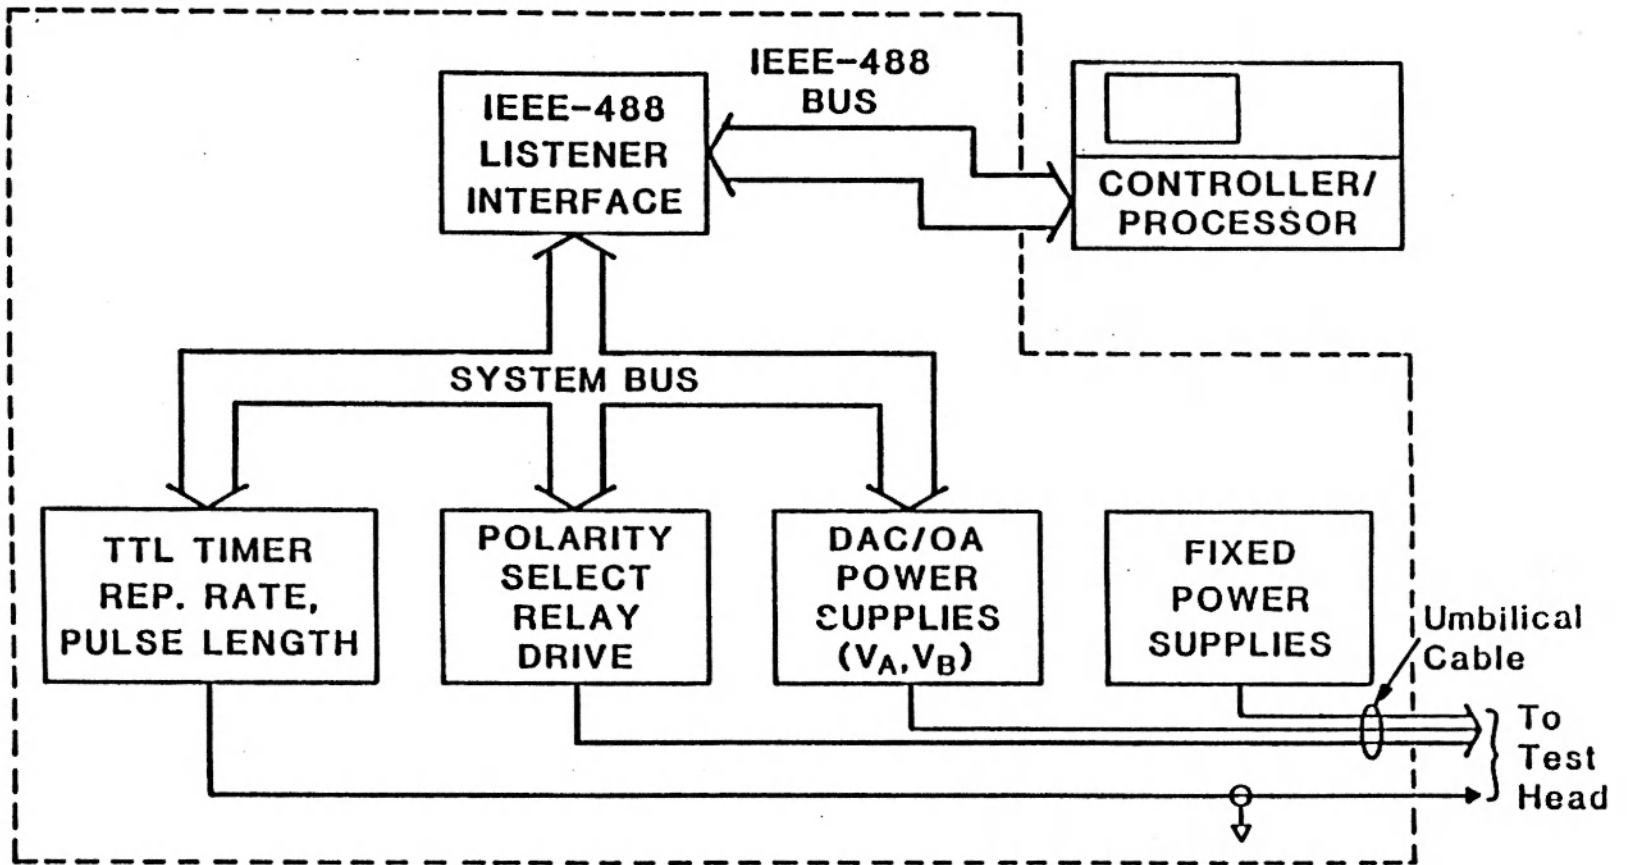 IEEE-488
BUS
IEEE-488
LISTENER
INTERFACE
CONTROLLER/
PROCESSOR
SYSTEM BUS
TTL TIMER
REP. RATE,
PULSE LENGTH
POLARITY
SELECT
RELAY
DRIVE
DAC/OA
POWER
SUPPLIES
(VA,VB)
FIXED
POWER
SUPPLIES
Umbilical
Cable
To
Test
Head